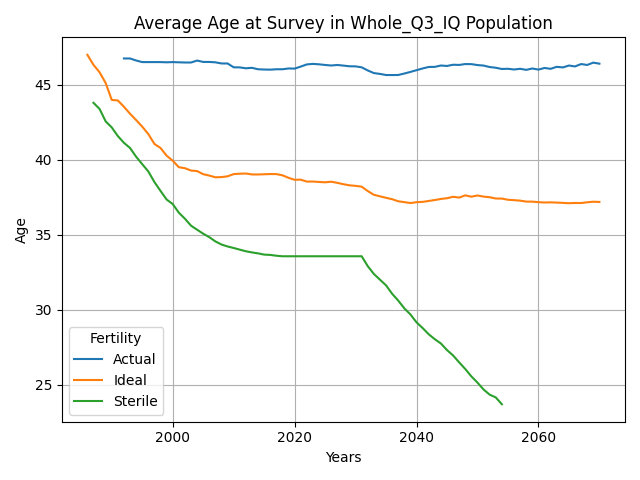 Average Age at Survey in Whole_Q3_IQ Population
Age
45
40
35
30
25
Fertility
Actual
Ideal
Sterile
2000 2020 2040 2060
Years